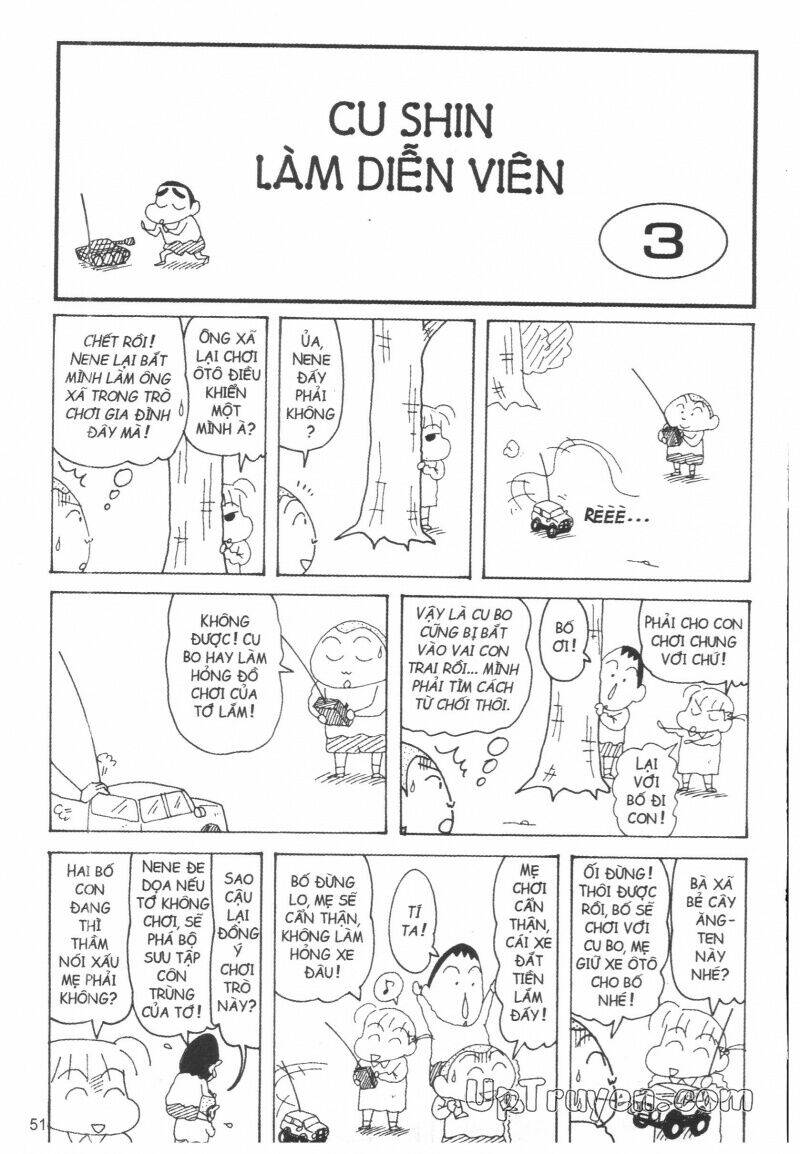 CU SHIN
LÀM DIỄN VIÊN
3
RÈÈÈ...
ỦA,
NENE
ĐẤY
PHẢI
KHÔNG
?
ÔNG XÃ
LẠI CHƠI
ÔTÔ ĐIỀU
KHIỂN
MỘT
MÌNH À?
CHẾT RỒI!
NENE LẠI BẮT
MÌNH LÀM ÔNG
XÃ TRONG TRÒ
CHƠI GIA ĐÌNH
ĐÂY MÀ!
PHẢI CHO CON
CHƠI CHUNG
VỚI CHỨ!
BỐ
ƠI!
LẠI
VỚI
BỐ ĐI
CON!
VẬY LÀ CU BO
CŨNG BỊ BẮT
VÀO VAI CON
TRAI RỒI... MÌNH
PHẢI TÌM CÁCH
TỪ CHỐI THÔI.
KHÔNG
ĐƯỢC! CU
BO HAY LÀM
HỎNG ĐỒ
CHƠI CỦA
TỚ LẮM!
BÀ XÃ
BẺ CÂY
ĂNG-
TEN
NÀY
NHÉ?
ỐI ĐỪNG!
THÔI ĐƯỢC
RỒI, BỐ SẼ
CHƠI VỚI
CU BO, MẸ
GIỮ XE ÔTÔ
CHO BỐ
NHÉ!
MẸ
CHƠI
CẨN
THẬN,
CÁI XE
ĐẮT
TIỀN
LẮM
ĐẤY!
TÍ
TA!
BỐ ĐỪNG
LO, MẸ SẼ
CẨN THẬN,
KHÔNG LÀM
HỎNG XE
ĐÂU!
SAO
CẬU LẠI
ĐỒNG
Ý
CHƠI
TRÒ
NÀY?
NENE ĐE
DỌA NẾU
TỚ KHÔNG
CHƠI, SẼ
PHÁ BỘ
SƯU TẬP
CÔN
TRÙNG
CỦA TỚ!
HAI BỐ
CON
ĐANG
THÌ
THẦM
NÓI XẤU
MẸ PHẢI
KHÔNG?
UpTruyen.com
51